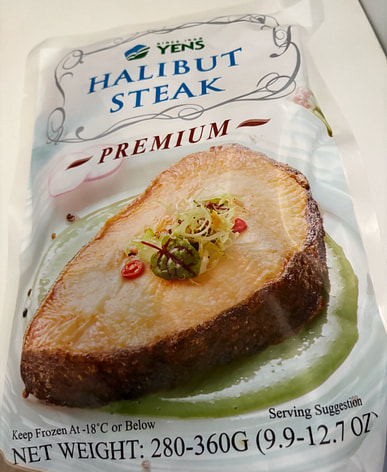 SINCE 1989
YENS
HALIBUT
STEAK
PREMIUM
Keep Frozen At -18°C or Below
Serving Suggestion
NET WEIGHT: 280-360G (9.9-12.7 OZ)